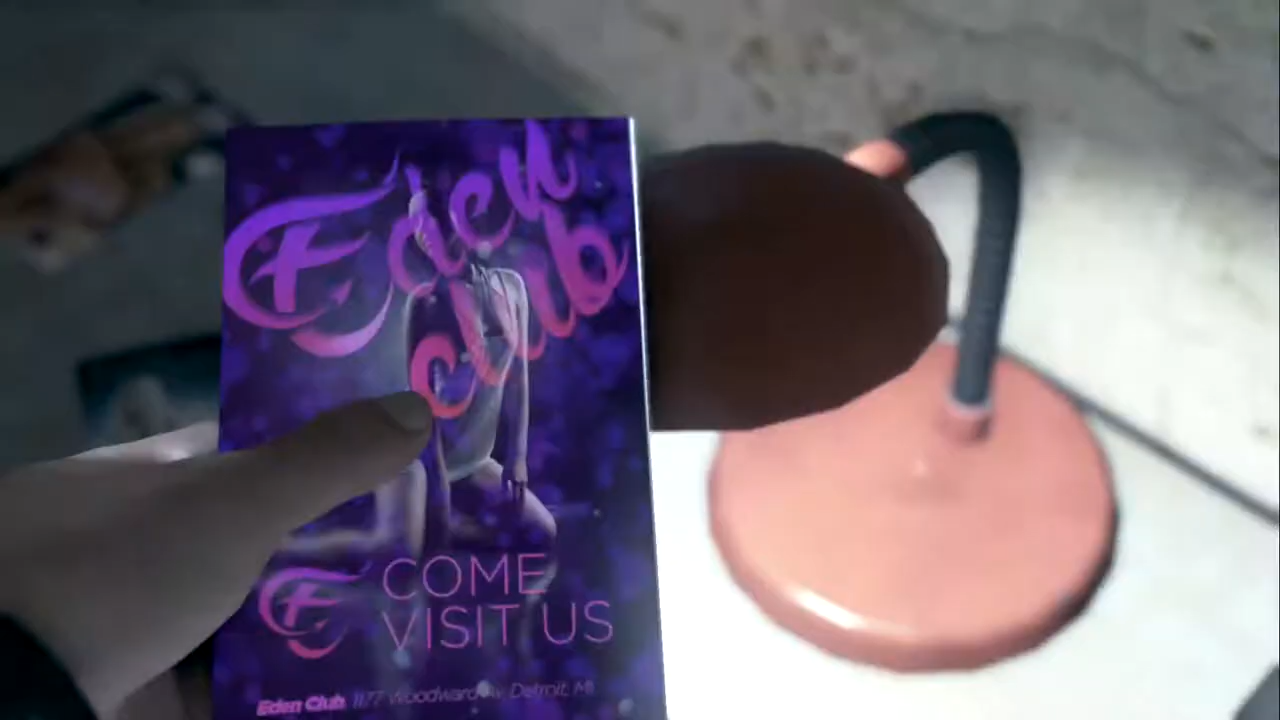 Eden
club
COME
VISIT US
Eden Club 1177 Woodward Av Detroit, MI